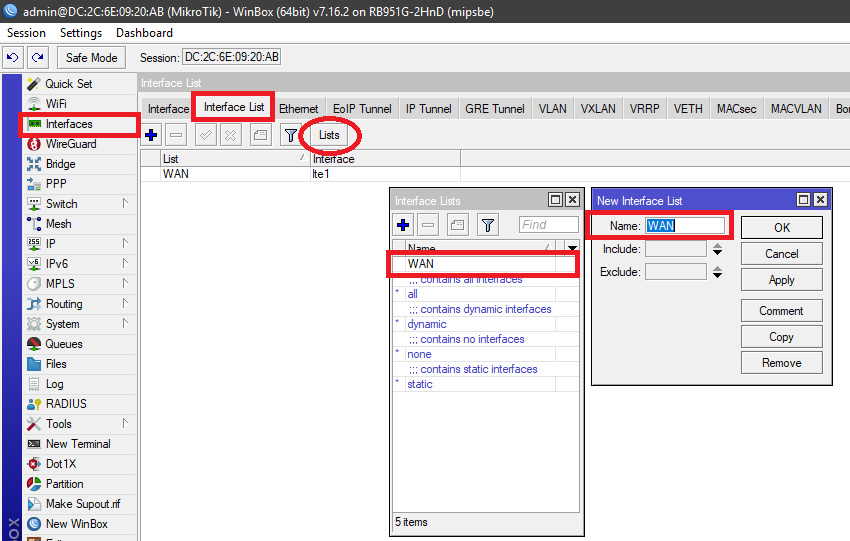 admin@DC:2C:6E:09:20:AB (MikroTik) - WinBox (64bit) v7.16.2 on RB951G-2HnD (mipsbe)
Session Settings Dashboard
Safe Mode Session: DC:2C:6E:09:20:AB
Quick Set
WiFi
Interfaces
WireGuard
Bridge
PPP
Switch
Mesh
IP
IPv6
MPLS
Routing
System
Queues
Files
Log
RADIUS
Tools
New Terminal
Dot1X
Partition
Make Supout.rif
New WinBox
Interface List
Interface Interface List Ethernet EoIP Tunnel IP Tunnel GRE Tunnel VLAN VXLAN VRRP VETH MACsec MACVLAN
Lists
List Interface
WAN lte1
Interface Lists
Find
Name
WAN
;;; contains all interfaces
* all
;;; contains dynamic interfaces
* dynamic
;;; contains no interfaces
* none
;;; contains static interfaces
* static
5 items
New Interface List
Name: WAN
Include:
Exclude:
OK
Cancel
Apply
Comment
Copy
Remove